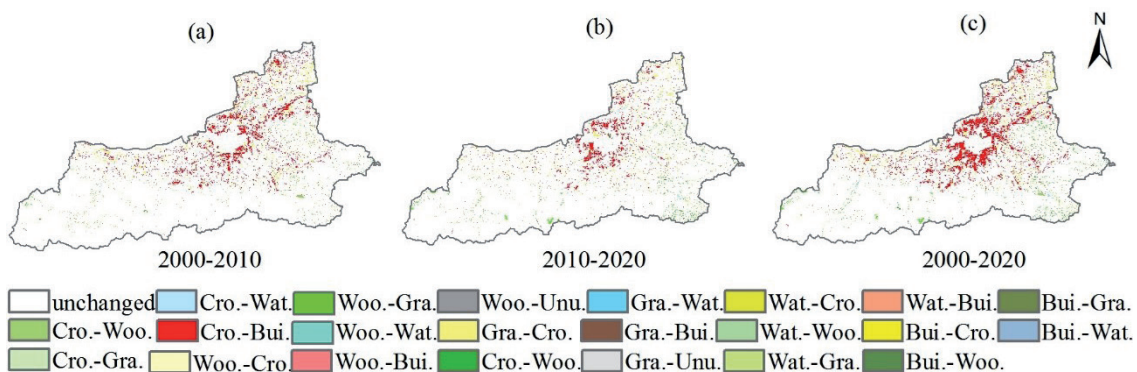 (a) (b) (c) N
2000-2010 2010-2020 2000-2020
unchanged Cro.-Wat. Woo.-Gra. Woo.-Unu. Gra.-Wat. Wat.-Cro. Wat.-Bui. Bui.-Gra.
Cro.-Woo. Cro.-Bui. Woo.-Wat. Gra.-Cro. Gra.-Bui. Wat.-Woo. Bui.-Cro. Bui.-Wat.
Cro.-Gra. Woo.-Cro. Woo.-Bui. Cro.-Woo. Gra.-Unu. Wat.-Gra. Bui.-Woo.